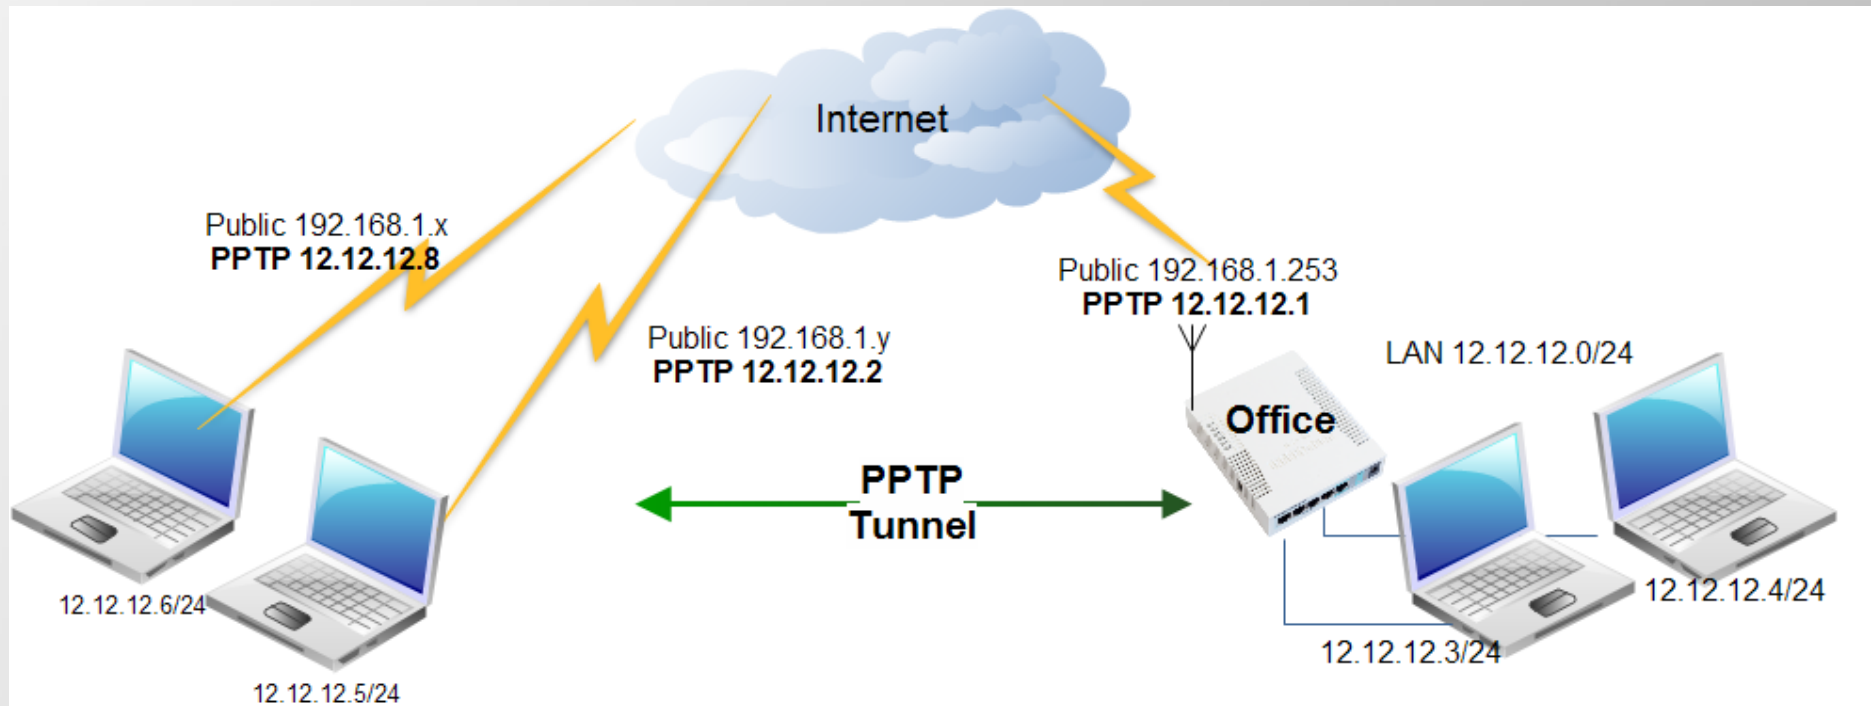 Internet
Public 192.168.1.x
PPTP 12.12.12.8
Public 192.168.1.253
PPTP 12.12.12.1
Public 192.168.1.y
PPTP 12.12.12.2
LAN 12.12.12.0/24
Office
PPTP
Tunnel
12.12.12.6/24
12.12.12.4/24
12.12.12.3/24
12.12.12.5/24